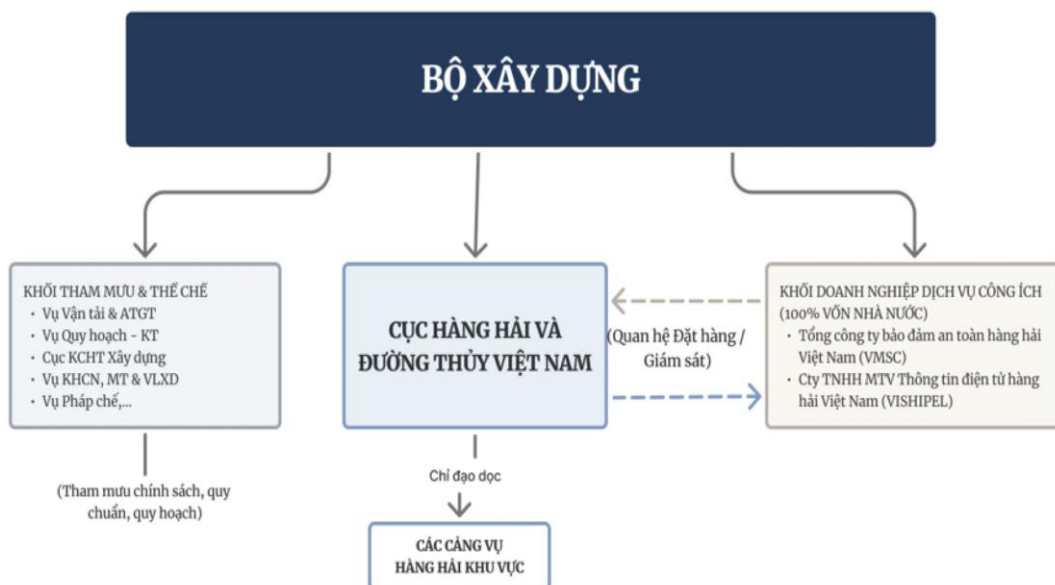 BỘ XÂY DỰNG
KHỐI THAM MƯU & THỂ CHẾ
• Vụ Vận tải & ATGT
• Vụ Quy hoạch - KT
• Cục KCHT Xây dựng
• Vụ KHCN, MT & VLXD
• Vụ Pháp chế,...
(Tham mưu chính sách, quy
chuẩn, quy hoạch)
CỤC HÀNG HẢI VÀ
ĐƯỜNG THỦY VIỆT NAM
(Quan hệ Đặt hàng /
Giám sát)
KHỐI DOANH NGHIỆP DỊCH VỤ CÔNG ÍCH
(100% VỐN NHÀ NƯỚC)
• Tổng công ty bảo đảm an toàn hàng hải
Việt Nam (VMSC)
• Cty TNHH MTV Thông tin điện tử hàng
hải Việt Nam (VISHIPEL)
Chỉ đạo dọc
CÁC CẢNG VỤ
HÀNG HẢI KHU VỰC